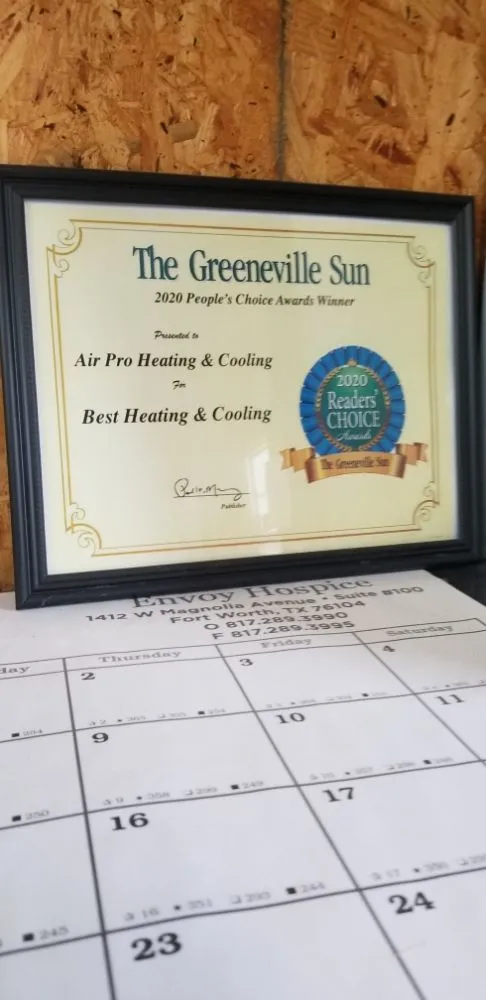 The Greeneville Sun
2020 People's Choice Awards Winner
Presented to
Air Pro Heating & Cooling
For
Best Heating & Cooling
2020
Readers'
CHOICE
Awards
The Greeneville Sun
Publisher
Envoy Hospice
1412 W Magnolia Avenue * Suite #100
Fort Worth, TX 76104
O 817.289.3990
F 817.289.3995
Thursday Friday Saturday
2 3 4
9 10 11
16 17
23 24